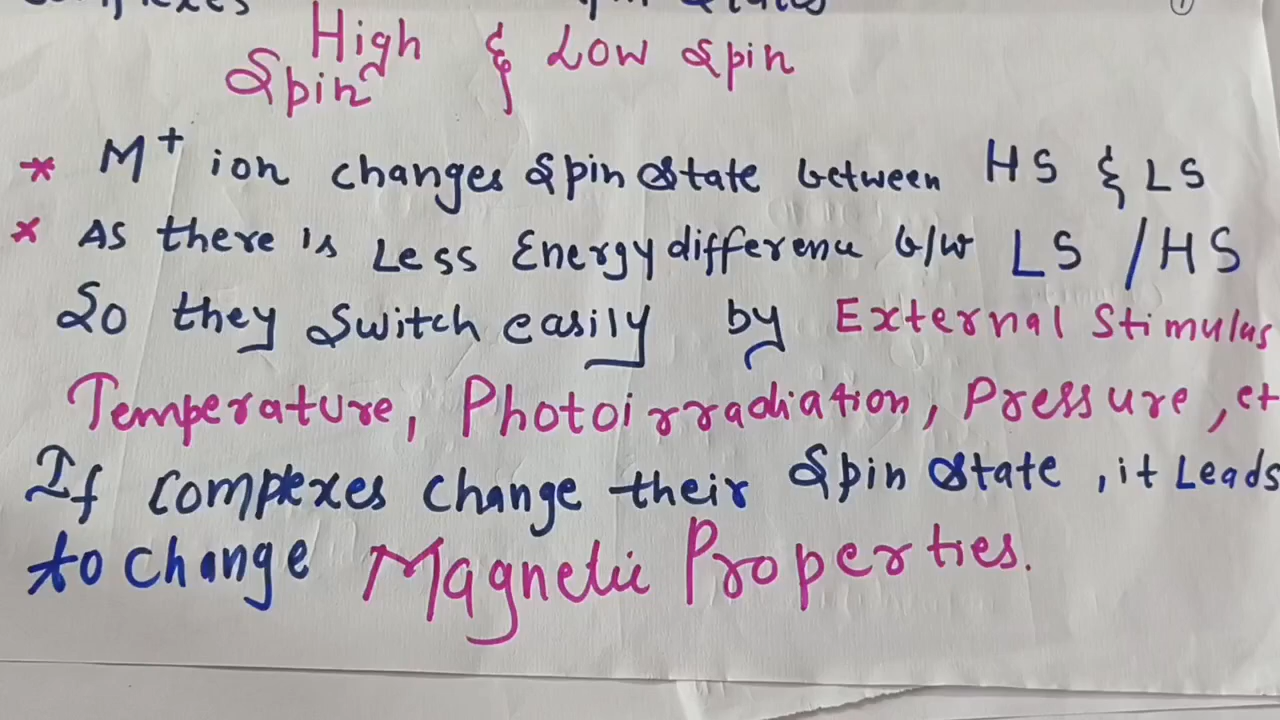 High & Low Spin
Spin
* M+ ion changes Spin State between HS & LS
* As there is Less Energy difference b/w LS / HS
So they Switch easily by External Stimulus
Temperature, Photoirradiation, Pressure, et
If complexes change their Spin State, it Leads
to change Magnetic Properties.